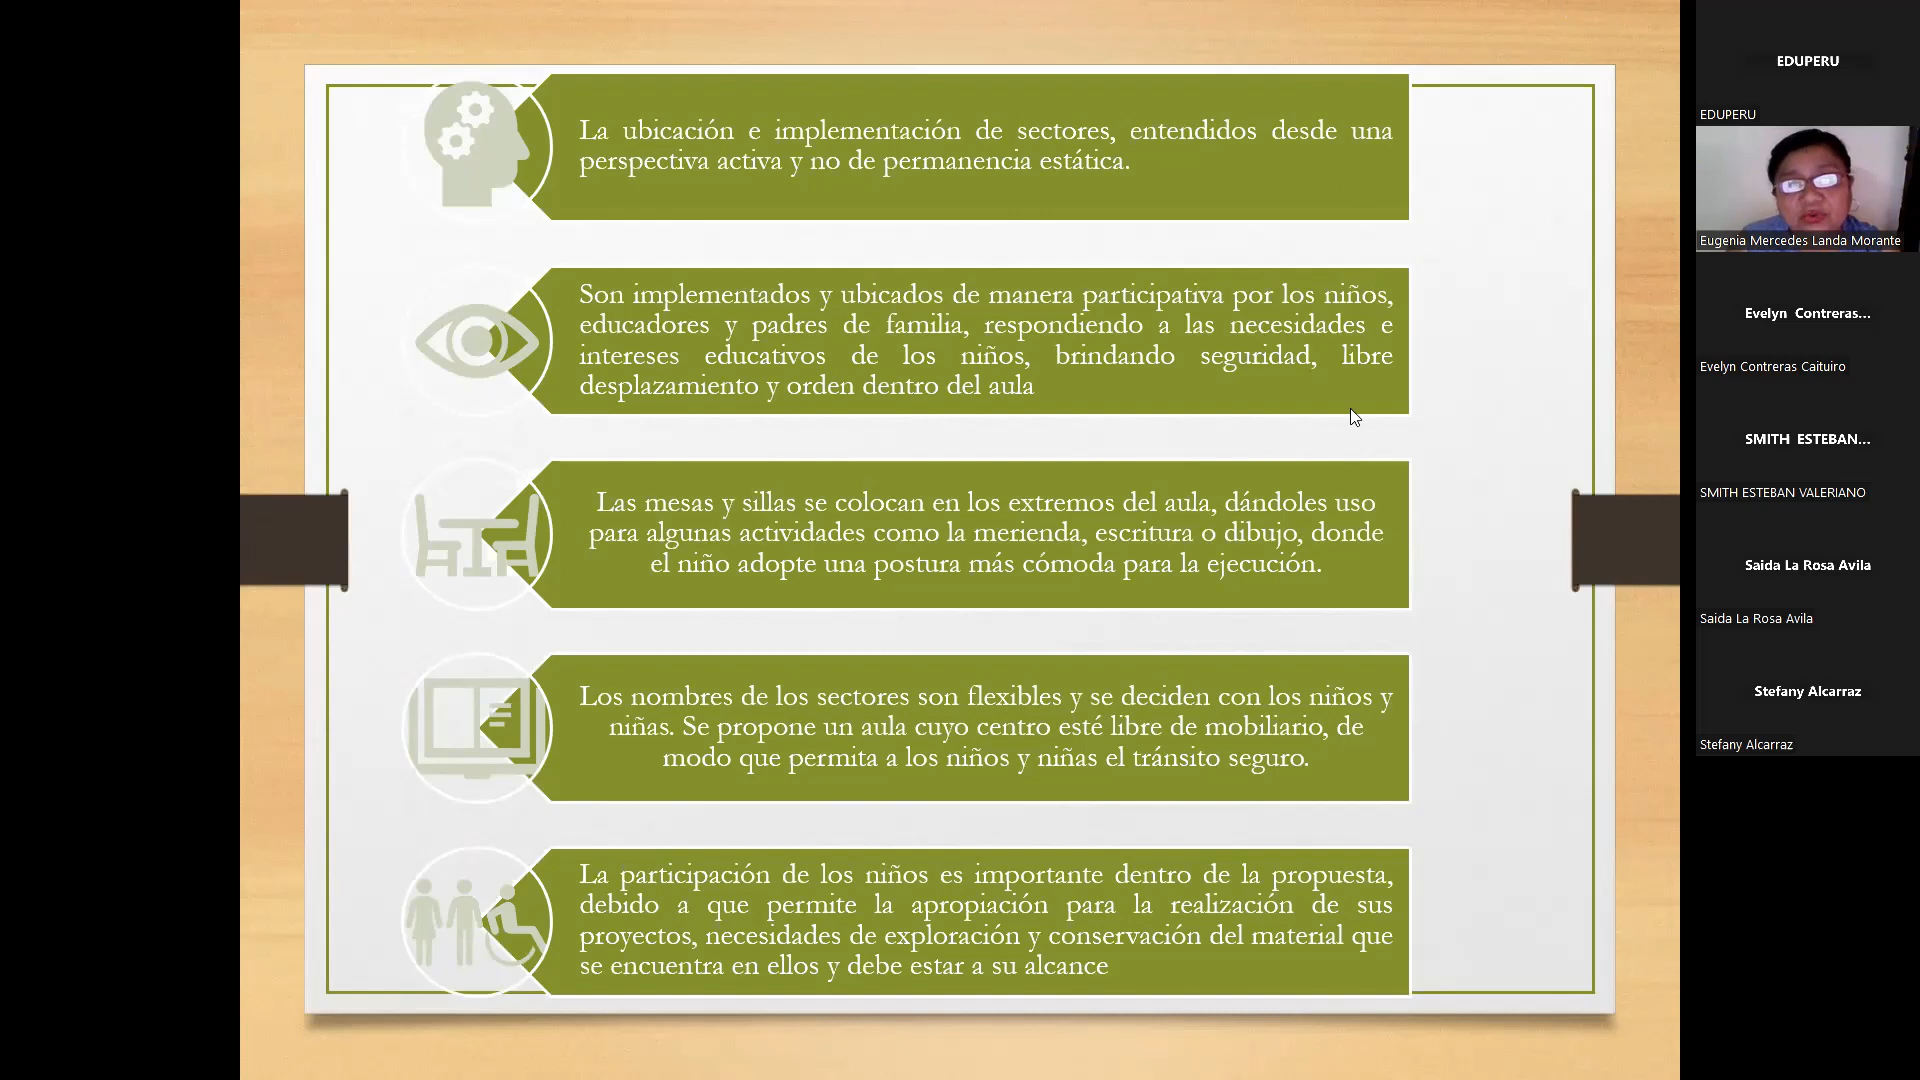 La ubicación e implementación de sectores, entendidos desde una
perspectiva activa y no de permanencia estática.
Son implementados y ubicados de manera participativa por los niños,
educadores y padres de familia, respondiendo a las necesidades e
intereses educativos de los niños, brindando seguridad, libre
desplazamiento y orden dentro del aula
Las mesas y sillas se colocan en los extremos del aula, dándoles uso
para algunas actividades como la merienda, escritura o dibujo, donde
el niño adopte una postura más cómoda para la ejecución.
Los nombres de los sectores son flexibles y se deciden con los niños y
niñas. Se propone un aula cuyo centro esté libre de mobiliario, de
modo que permita a los niños y niñas el tránsito seguro.
La participación de los niños es importante dentro de la propuesta,
debido a que permite la apropiación para la realización de sus
proyectos, necesidades de exploración y conservación del material que
se encuentra en ellos y debe estar a su alcance
EDUPERU
EDUPERU
Eugenia Mercedes Landa Morante
Evelyn Contreras...
Evelyn Contreras Caituiro
SMITH ESTEBAN...
SMITH ESTEBAN VALERIANO
Saida La Rosa Avila
Saida La Rosa Avila
Stefany Alcarraz
Stefany Alcarraz